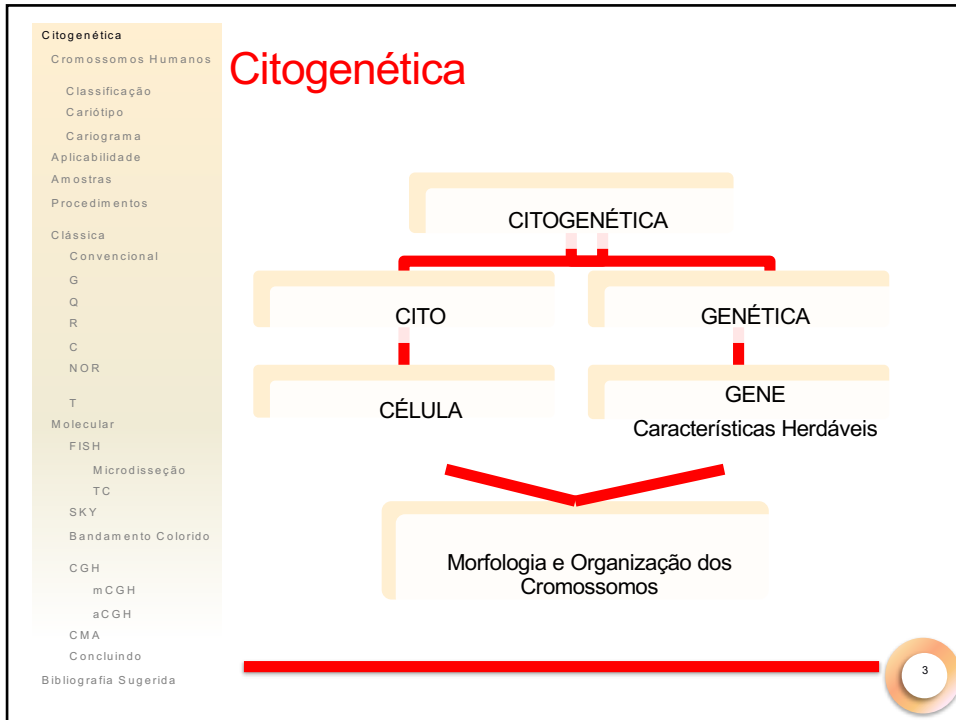 Citogenética
Cromossomos Humanos
Classificação
Cariótipo
Cariograma
Aplicabilidade
Amostras
Procedimentos
Clássica
Convencional
G
Q
R
C
NOR
T
Molecular
FISH
Microdisseção
TC
SKY
Bandamento Colorido
CGH
mCGH
aCGH
CMA
Concluindo
Bibliografia Sugerida
Citogenética
CITOGENÉTICA
CITO
GENÉTICA
CÉLULA
GENE
Características Herdáveis
Morfologia e Organização dos
Cromossomos
3